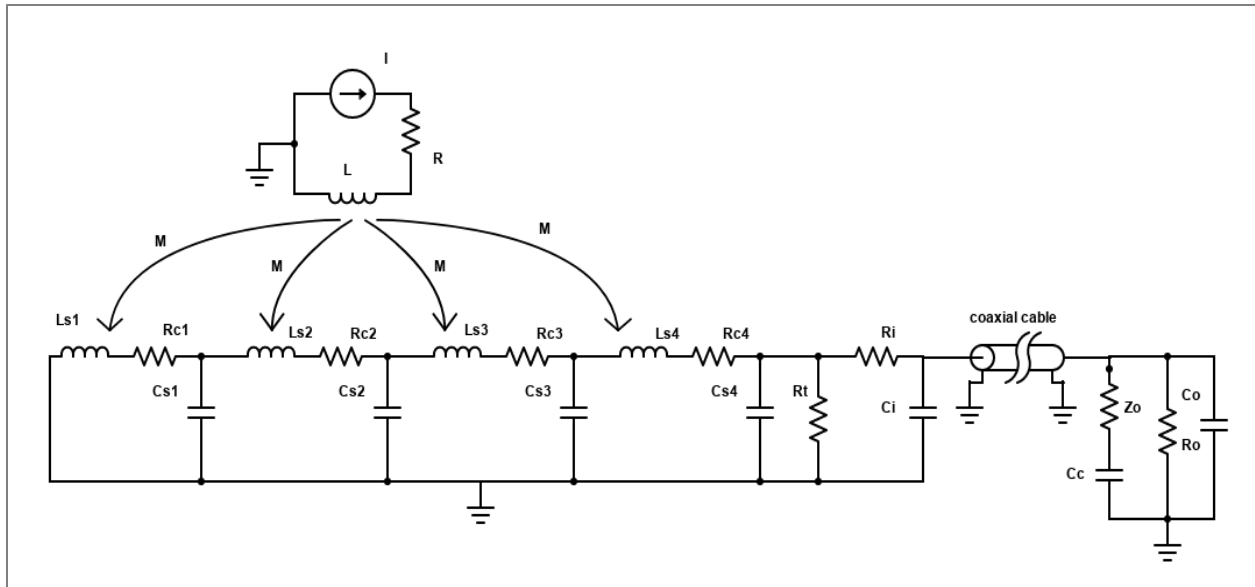 I
R
L
M
M
M
M
Ls1
Rc1
Ls2
Rc2
Ls3
Rc3
Ls4
Rc4
Ri
coaxial cable
Cs1
Cs2
Cs3
Cs4
Rt
Ci
Zo
Co
Ro
Cc